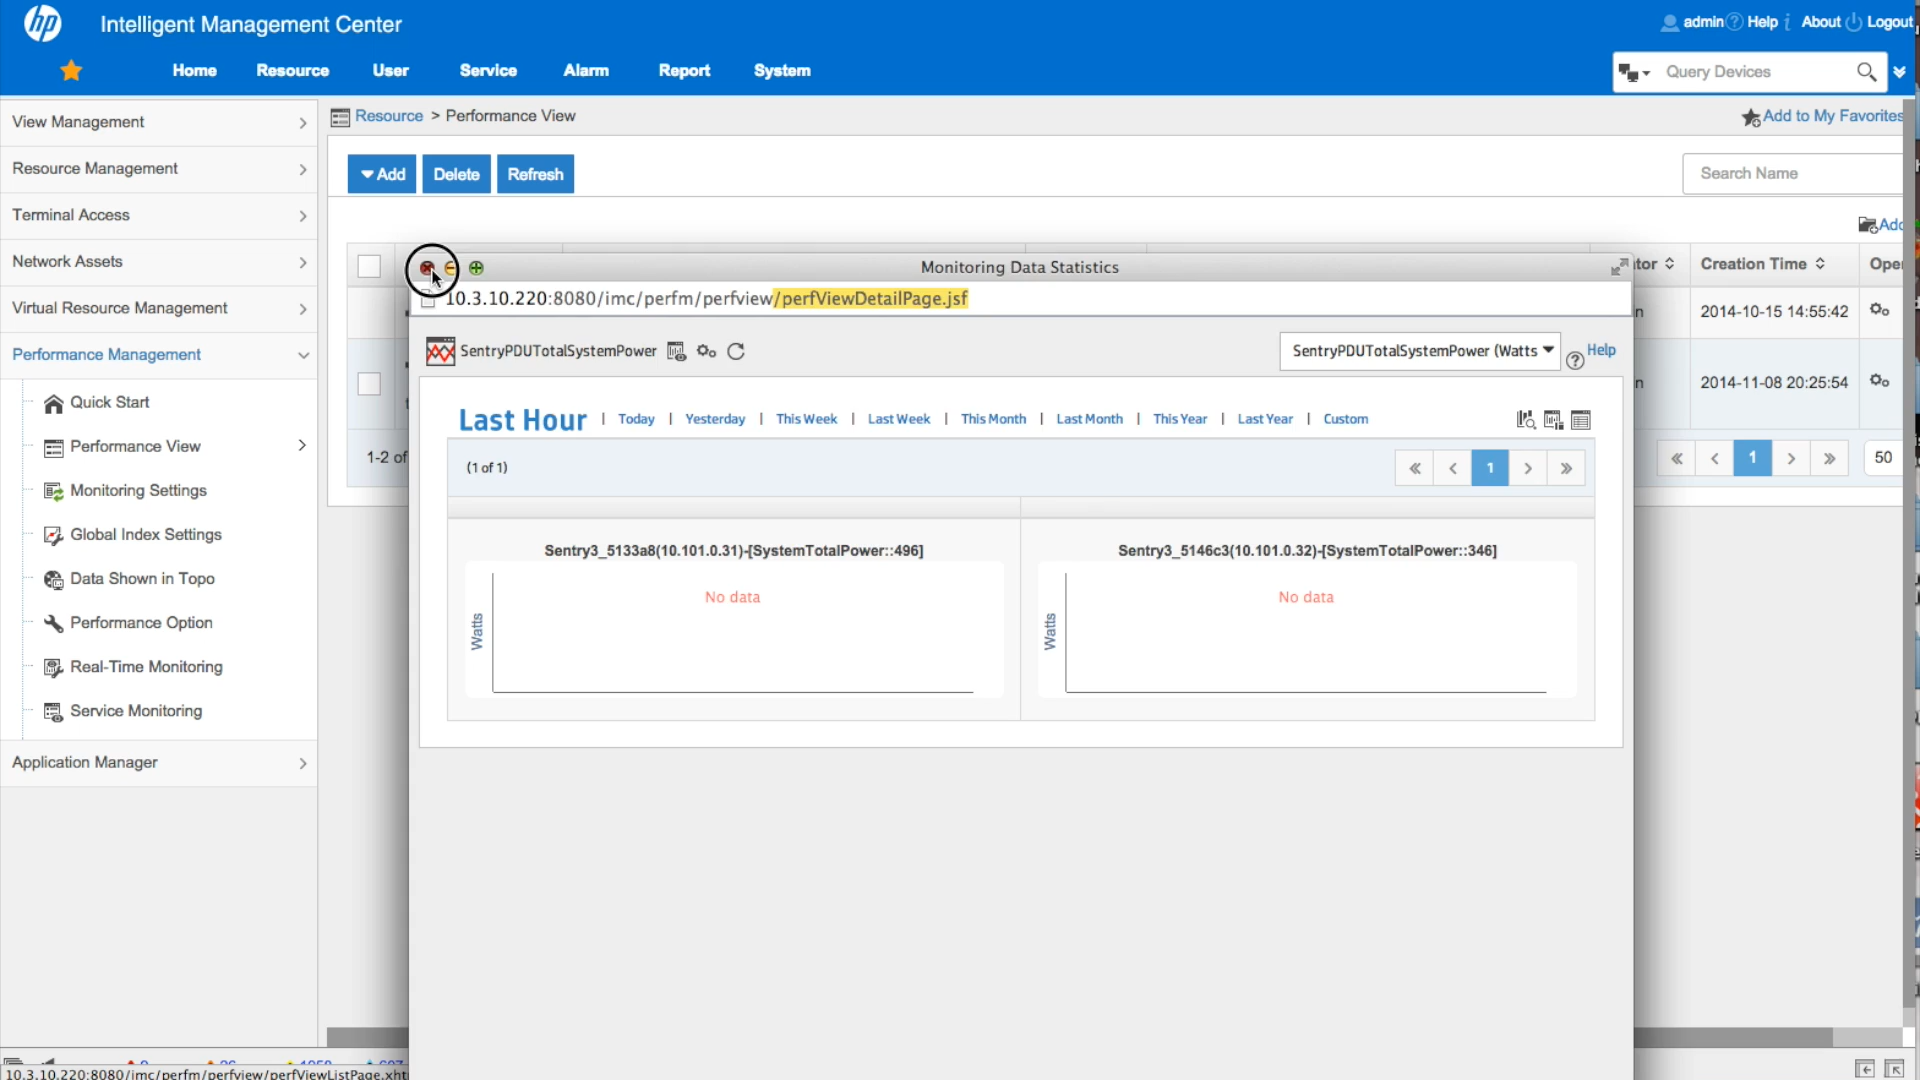 hp Intelligent Management Center
admin Help About Logout
Home Resource User Service Alarm Report System
Query Devices
View Management
Resource Management
Terminal Access
Network Assets
Virtual Resource Management
Performance Management
Quick Start
Performance View
Monitoring Settings
Global Index Settings
Data Shown in Topo
Performance Option
Real-Time Monitoring
Service Monitoring
Application Manager
Resource > Performance View
Add to My Favorites
Add Delete Refresh
Search Name
Creation Time
2014-10-15 14:55:42
2014-11-08 20:25:54
1-2 of
1
50
Monitoring Data Statistics
10.3.10.220:8080/imc/perfm/perfview/perfViewDetailPage.jsf
SentryPDUTotalSystemPower
SentryPDUTotalSystemPower (Watts
Help
Last Hour | Today | Yesterday | This Week | Last Week | This Month | Last Month | This Year | Last Year | Custom
(1 of 1)
« ‹ 1 › »
Sentry3_5133a8(10.101.0.31)-[SystemTotalPower::496]
No data
Watts
Sentry3_5146c3(10.101.0.32)-[SystemTotalPower::346]
No data
Watts
10.3.10.220:8080/imc/perfm/perfview/perfViewListPage.xht